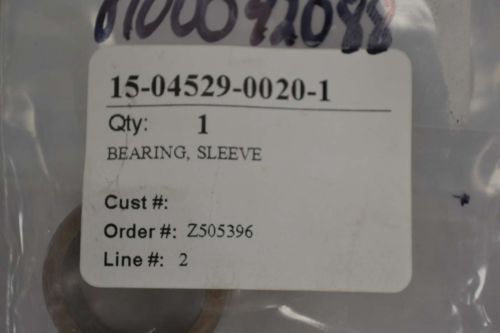 15-04529-0020-1
Qty: 1
BEARING, SLEEVE
Cust #:
Order #: Z505396
Line #: 2